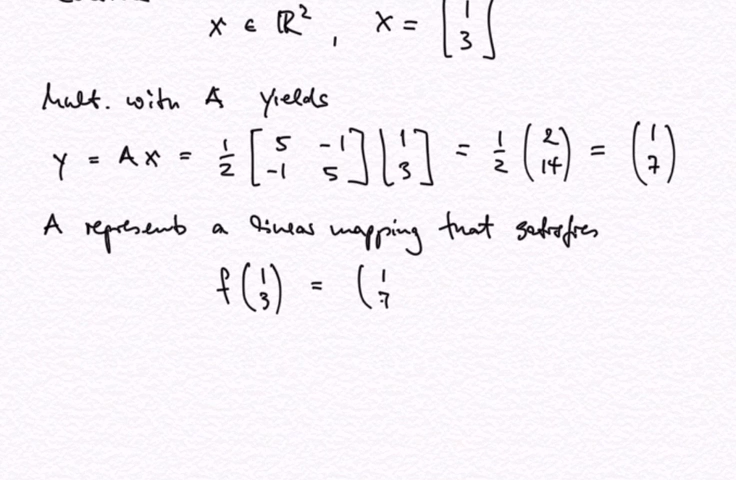 x ∈ ℝ², x = [1 3]
Mult. with A yields
y = Ax = 1/2 [5 -1 -1 5] [1 3] = 1/2 (2 14) = (1 7)
A represents a linear mapping that satisfies
f(1 3) = (1 7